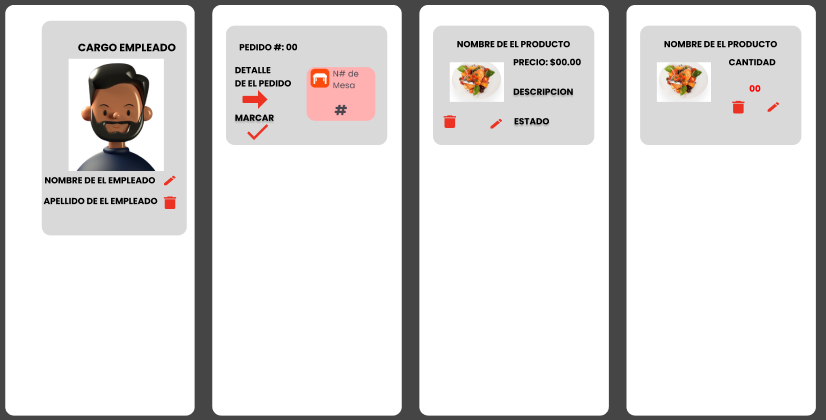 CARGO EMPLEADO
NOMBRE DE EL EMPLEADO
APELLIDO DE EL EMPLEADO
PEDIDO #: 00
DETALLE
DE EL PEDIDO
MARCAR
N# de
Mesa
#
NOMBRE DE EL PRODUCTO
PRECIO: $00.00
DESCRIPCION
ESTADO
NOMBRE DE EL PRODUCTO
CANTIDAD
00